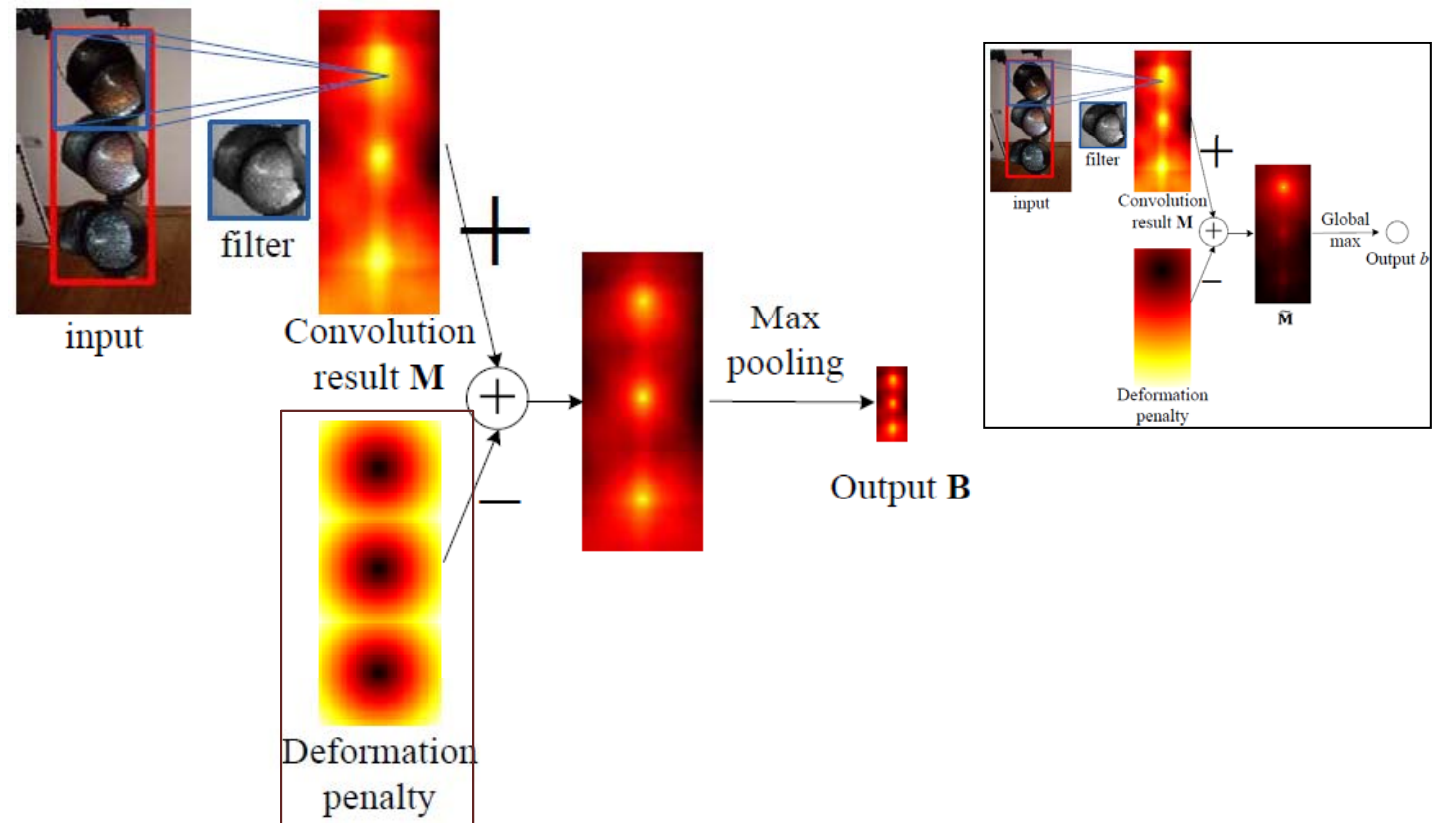 input
filter
Convolution
result M
+
+
−
Deformation
penalty
Max
pooling
Output B
input
filter
Convolution
result M
+
+
−
Deformation
penalty
M̃
Global
max
Output b